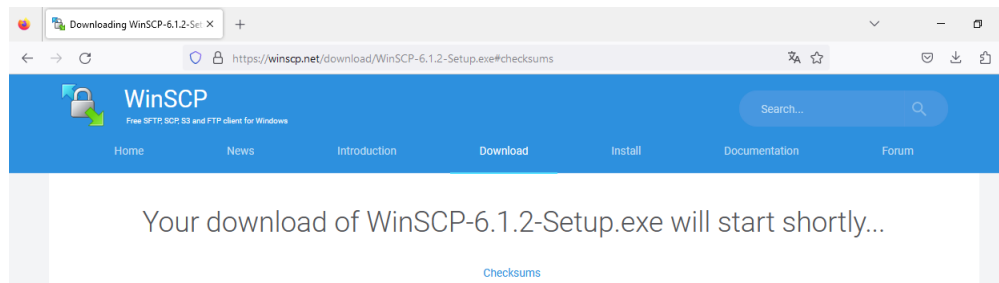 Downloading WinSCP-6.1.2-Set
https://winscp.net/download/WinSCP-6.1.2-Setup.exe#checksums
WinSCP
Free SFTP, SCP, S3 and FTP client for Windows
Search...
Home News Introduction Download Install Documentation Forum
Your download of WinSCP-6.1.2-Setup.exe will start shortly...
Checksums